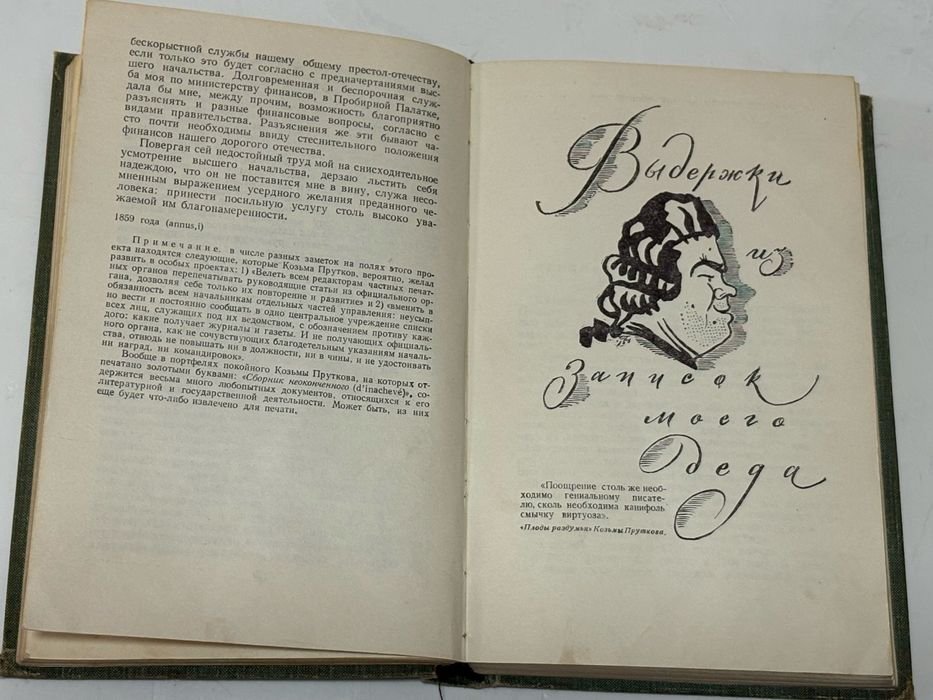 бескорыстной службы нашему общему престол-отечеству,
если только это будет согласно с предначертаниями выс-
шего начальства. Долговременная и беспорочная служ-
ба моя по министерству финансов, в Пробирной Палатке,
дала бы мне, между прочим, возможность благоприятно
разъяснять и разные финансовые вопросы, согласно с
видами правительства. Разъяснения же эти бывают ча-
сто почти необходимы ввиду стеснительного положения
финансов нашего дорогого отечества.
Повергая сей недостойный труд мой на снисходительное
усмотрение высшего начальства, дерзаю льстить себя
надеждою, что он не поставится мне в вину, служа несо-
мненным выражением усердного желания преданного че-
ловека: принести посильную услугу столь высоко ува-
жаемой им благонамеренности.
1859 года (annus,i)
Примечание. в числе разных заметок на полях этого про-
екта находятся следующие, которые Козьма Прутков, вероятно, желал
развить в особых проектах: 1) «Велеть всем редакторам частных печат-
ных органов перепечатывать руководящие статьи из официального ор-
гана, дозволяя себе только их повторение и развитие» и 2) «вменить в
обязанность всем начальникам отдельных частей управления: неусып-
но вести и постоянно сообщать в одно центральное учреждение списки
всех лиц, служащих под их ведомством, с обозначением противу каж-
дого: какие получает журналы и газеты. И не получающих официаль-
ного органа, как не сочувствующих благодетельным указаниям началь-
ства, отнюдь не повышать ни в должности, ни в чины, и не удостоивать
ни наград, ни командировок».
Вообще в портфелях покойного Козьмы Пруткова, на которых от-
печатано золотыми буквами: «Сборник неоконченного (d'inachevé)», со-
держится весьма много любопытных документов, относящихся к его
литературной и государственной деятельности. Может быть, из них
еще будет что-либо извлечено для печати.
Выдержки
из
Записок
моего
деда
«Поощрение столь же необ-
ходимо гениальному писате-
лю, сколь необходима канифоль
смычку виртуоза».
«Плоды раздумья» Козьмы Пруткова.